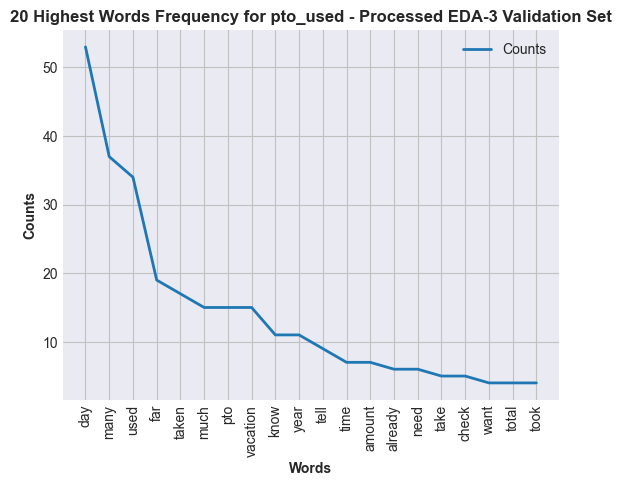 20 Highest Words Frequency for pto_used - Processed EDA-3 Validation Set
Counts
50
40
30
20
10
Counts
day
many
used
far
taken
much
pto
vacation
know
year
tell
time
amount
already
need
take
check
want
total
took
Words